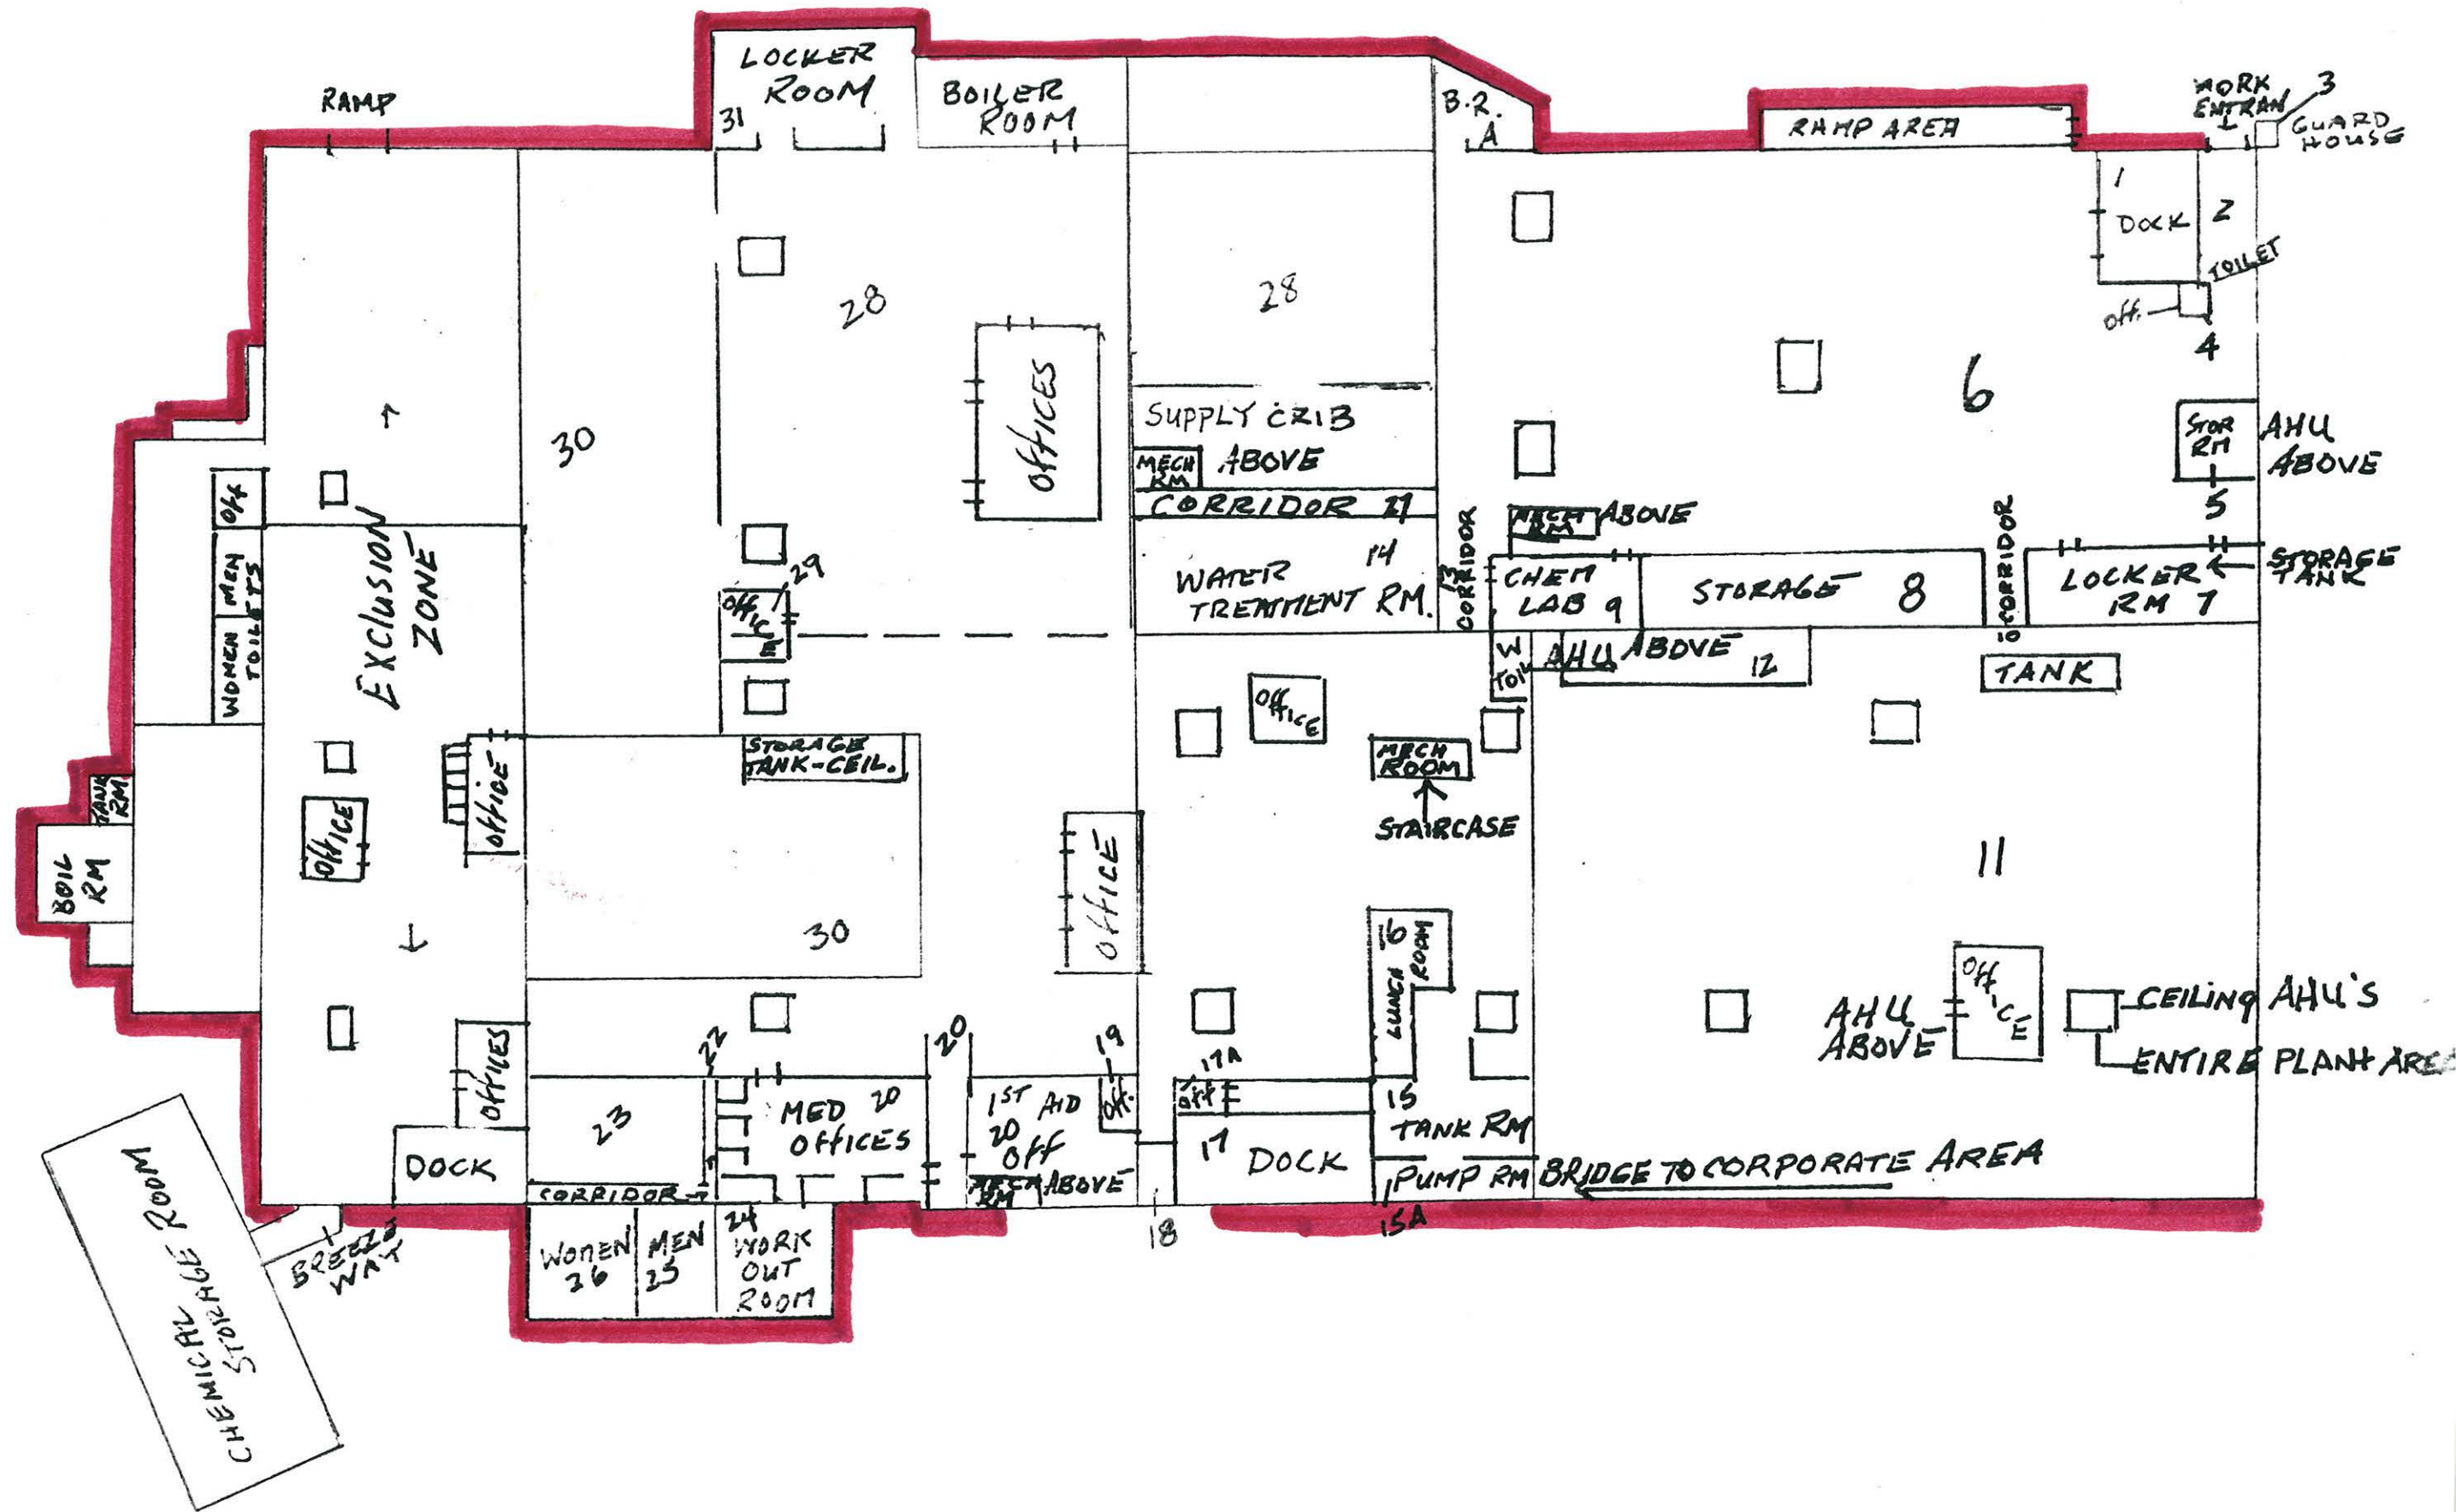 LOCKER
ROOM
31
BOILER
ROOM
RAMP
B.R.
A
RAMP AREA
WORK
ENTRAN
3
GUARD
HOUSE
1
DOCK
2
TOILET
Off.
4
28
28
6
30
OFFICES
SUPPLY CRIB
MECH
RM
ABOVE
CORRIDOR 27
STOR
RM
AHU
ABOVE
5
Off
MEN
WOMEN
TOILETS
EXCLUSION
ZONE
29
OFFICE
WATER
TREATMENT RM.
14
13
CORRIDOR
MECH
RM
ABOVE
CHEM
LAB 9
STORAGE 8
10 CORRIDOR
LOCKER
RM 7
STORAGE
TANK
W
TOIL
AHU ABOVE
12
TANK
OFFICE
MECH
ROOM
STAIRCASE
STORAGE
TANK-CEIL.
OFFICE
OFFICE
TANK
RM.
BOIL
RM
30
OFFICE
16
LUNCH
ROOM
11
OFFICE
AHU
ABOVE
CEILING AHU'S
ENTIRE PLANT AREA
OFFICES
22
20
19
17A
23
MED
OFFICES
20
1ST AID
20
Off
Off.
MECH
RM
ABOVE
Off
17
DOCK
15
TANK RM
PUMP RM
15A
BRIDGE TO CORPORATE AREA
DOCK
CORRIDOR
18
WOMEN
26
MEN
25
24
WORK
OUT
ROOM
BREEZE
WAY
CHEMICAL
STORAGE ROOM